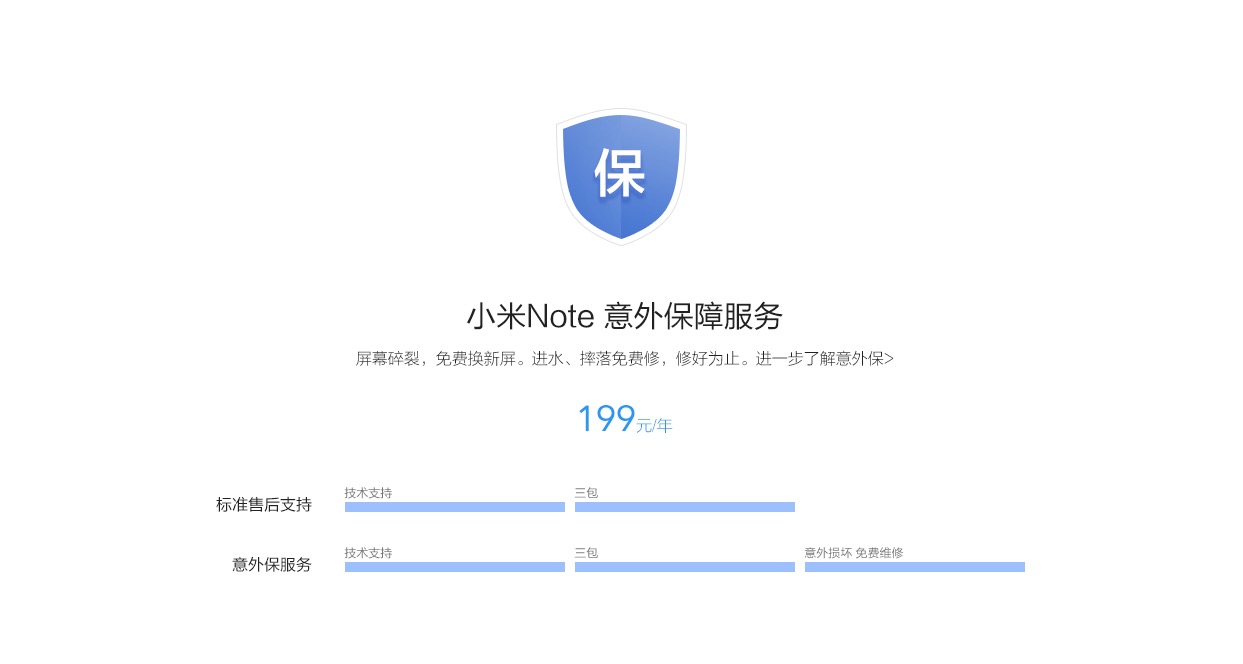 保
小米Note 意外保障服务
屏幕碎裂，免费换新屏。进水、摔落免费修，修好为止。进一步了解意外保>
199元/年
技术支持 三包
标准售后支持
技术支持 三包 意外损坏 免费维修
意外保服务